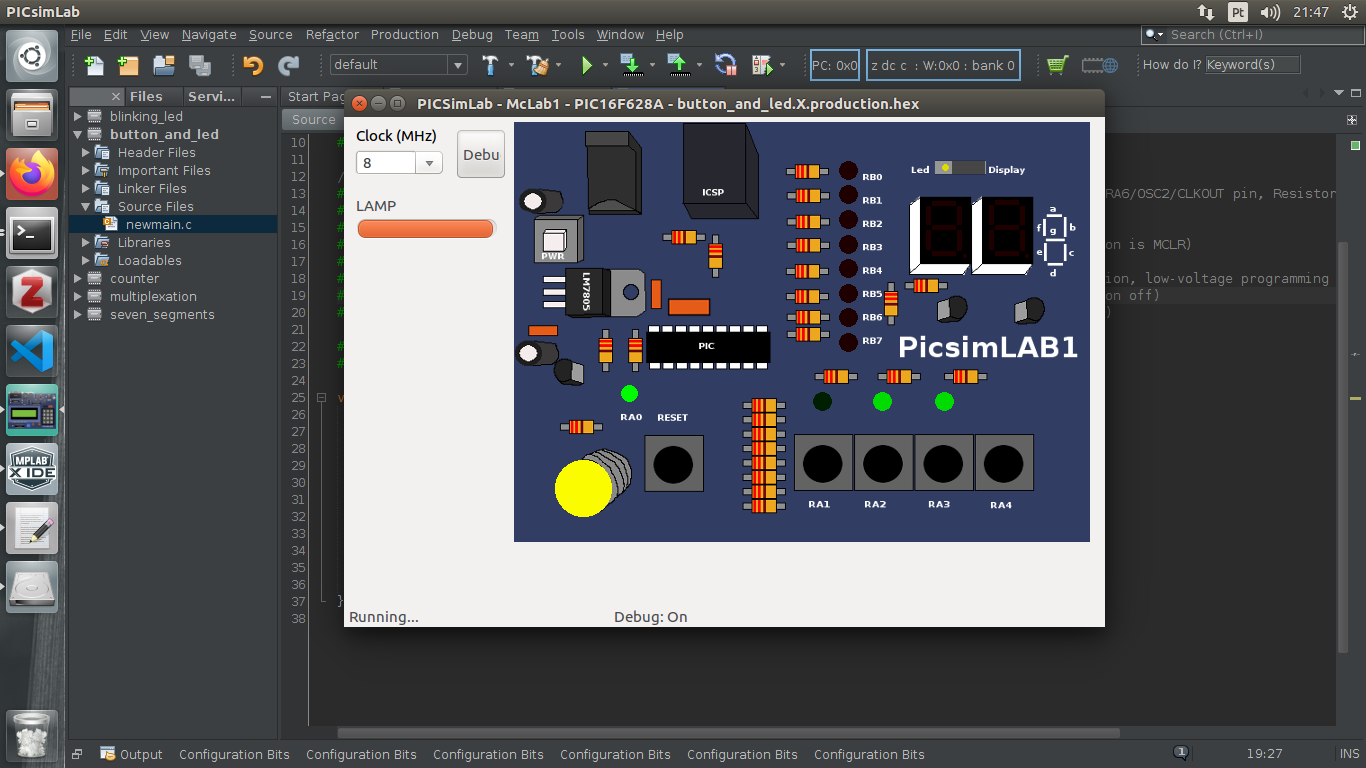 PICsimLab
Pt
21:47
File Edit View Navigate Source Refactor Production Debug Team Tools Window Help
Search (Ctrl+I)
default
PC: 0x0
z dc c : W:0x0 : bank 0
How do I?
Keyword(s)
Files
Servi...
Start Pag
Source
blinking_led
button_and_led
Header Files
Important Files
Linker Files
Source Files
newmain.c
Libraries
Loadables
counter
multiplexation
seven_segments
PICSimLab - McLab1 - PIC16F628A - button_and_led.X.production.hex
Clock (MHz)
8
Debu
LAMP
ICSP
PWR
LM7805
PIC
RB0
RB1
RB2
RB3
RB4
RB5
RB6
RB7
Led
Display
a
f g b
e c
d
PicsimLAB1
RA0
RESET
RA1
RA2
RA3
RA4
Running...
Debug: On
10 #
11
12 /
13 #
RA6/OSC2/CLKOUT pin, Resistor
14 #
15 #
16 #
on is MCLR)
17 #
18 #
ion, low-voltage programming
19 #
on off)
20 #
)
21
22 #
23 #
24
25 v
26
27
28
29
30
31
32
33
34
35
36
37 }
38
MPLAB
X IDE
Output
Configuration Bits
Configuration Bits
Configuration Bits
Configuration Bits
Configuration Bits
Configuration Bits
1
19:27
INS